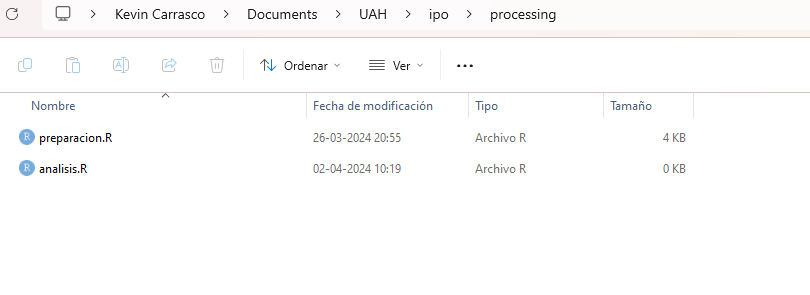 Kevin Carrasco > Documents > UAH > ipo > processing
Ordenar Ver
Nombre Fecha de modificación Tipo Tamaño
preparacion.R 26-03-2024 20:55 Archivo R 4 KB
analisis.R 02-04-2024 10:19 Archivo R 0 KB